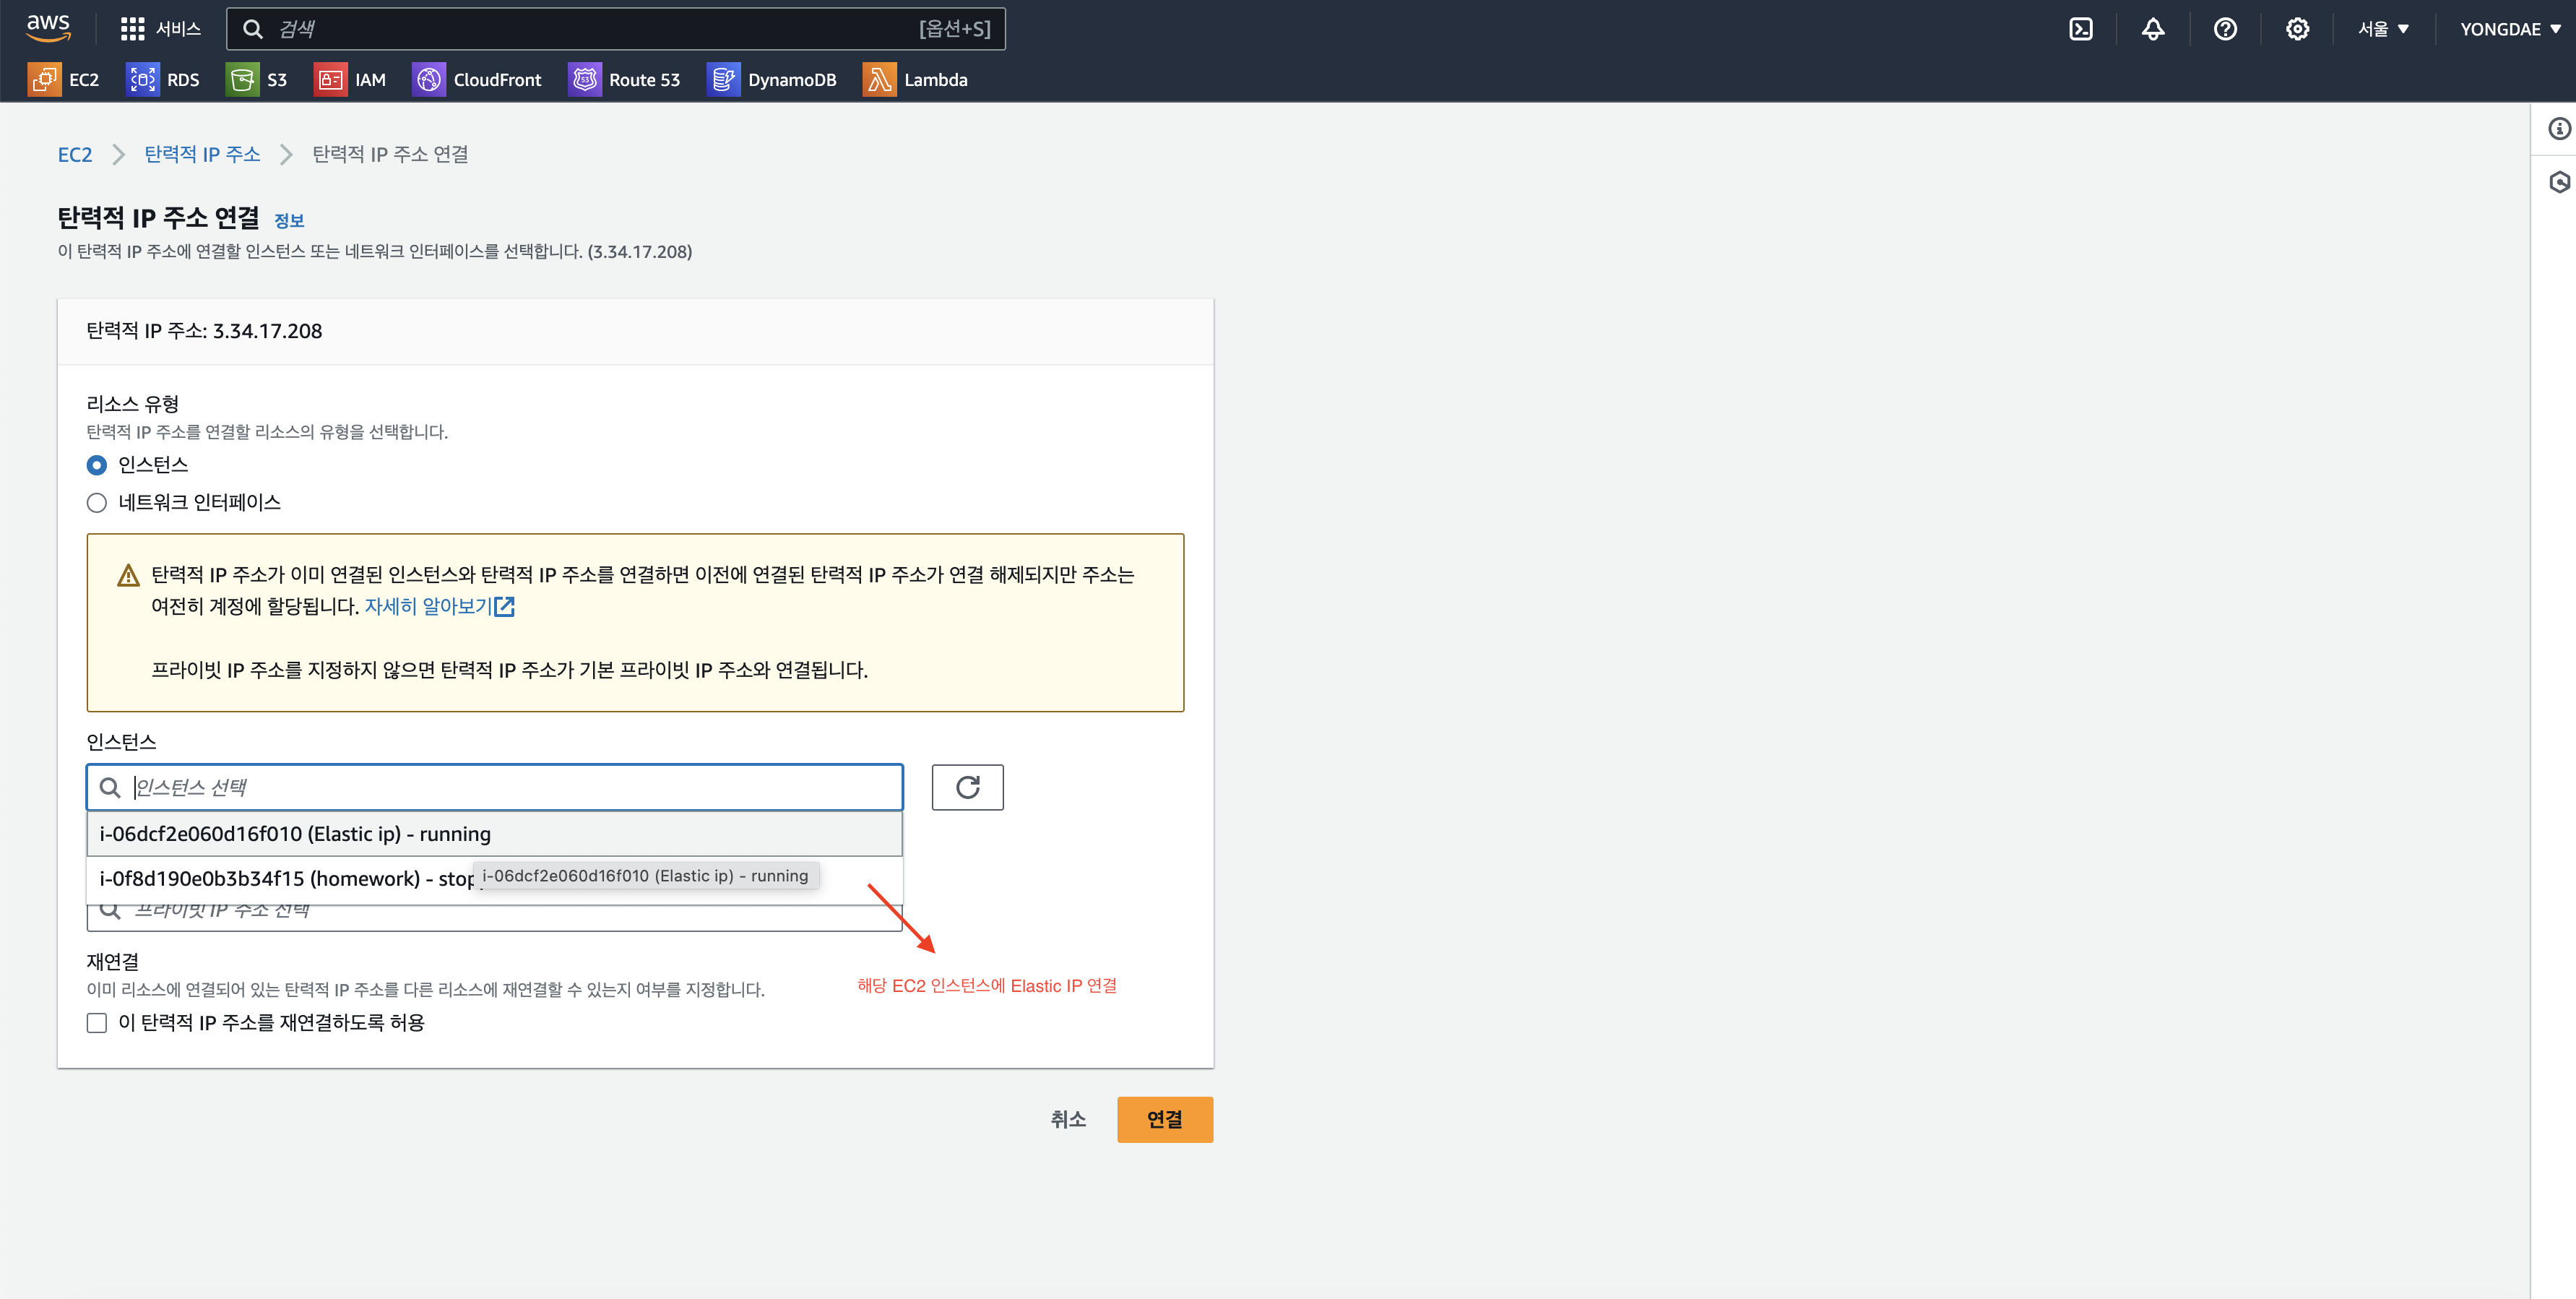 aws
서비스
검색
[옵션+S]
서울
YONGDAE
EC2
RDS
S3
IAM
CloudFront
Route 53
DynamoDB
Lambda
EC2
탄력적 IP 주소
탄력적 IP 주소 연결
탄력적 IP 주소 연결 정보
이 탄력적 IP 주소에 연결할 인스턴스 또는 네트워크 인터페이스를 선택합니다. (3.34.17.208)
탄력적 IP 주소: 3.34.17.208
리소스 유형
탄력적 IP 주소를 연결할 리소스의 유형을 선택합니다.
인스턴스
네트워크 인터페이스
탄력적 IP 주소가 이미 연결된 인스턴스와 탄력적 IP 주소를 연결하면 이전에 연결된 탄력적 IP 주소가 연결 해제되지만 주소는
여전히 계정에 할당됩니다. 자세히 알아보기
프라이빗 IP 주소를 지정하지 않으면 탄력적 IP 주소가 기본 프라이빗 IP 주소와 연결됩니다.
인스턴스
인스턴스 선택
i-06dcf2e060d16f010 (Elastic ip) - running
i-0f8d190e0b3b34f15 (homework) -
i-06dcf2e060d16f010 (Elastic ip) - running
프라이빗 IP 주소 선택
재연결
이미 리소스에 연결되어 있는 탄력적 IP 주소를 다른 리소스에 재연결할 수 있는지 여부를 지정합니다.
해당 EC2 인스턴스에 Elastic IP 연결
이 탄력적 IP 주소를 재연결하도록 허용
취소
연결